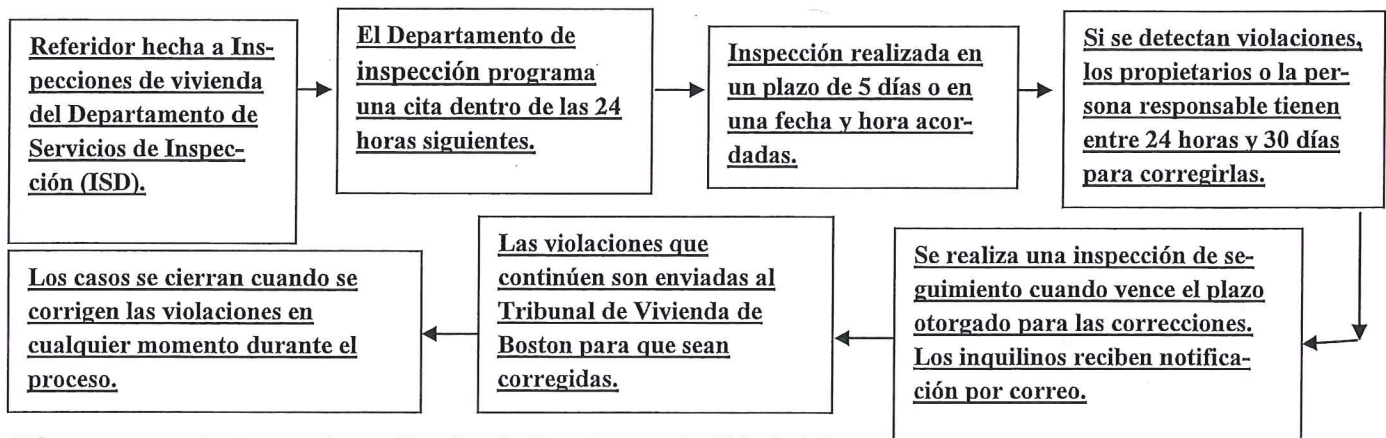 Referidor hecha a Ins-
pecciones de vivienda
del Departamento de
Servicios de Inspec-
ción (ISD).
El Departamento de
inspección programa
una cita dentro de las 24
horas siguientes.
Inspección realizada en
un plazo de 5 días o en
una fecha y hora acor-
dadas.
Si se detectan violaciones,
los propietarios o la per-
sona responsable tienen
entre 24 horas y 30 días
para corregirlas.
Se realiza una inspección de se-
guimiento cuando vence el plazo
otorgado para las correcciones.
Los inquilinos reciben notifica-
ción por correo.
Las violaciones que
continúen son enviadas al
Tribunal de Vivienda de
Boston para que sean
corregidas.
Los casos se cierran cuando se
corrigen las violaciones en
cualquier momento durante el
proceso.